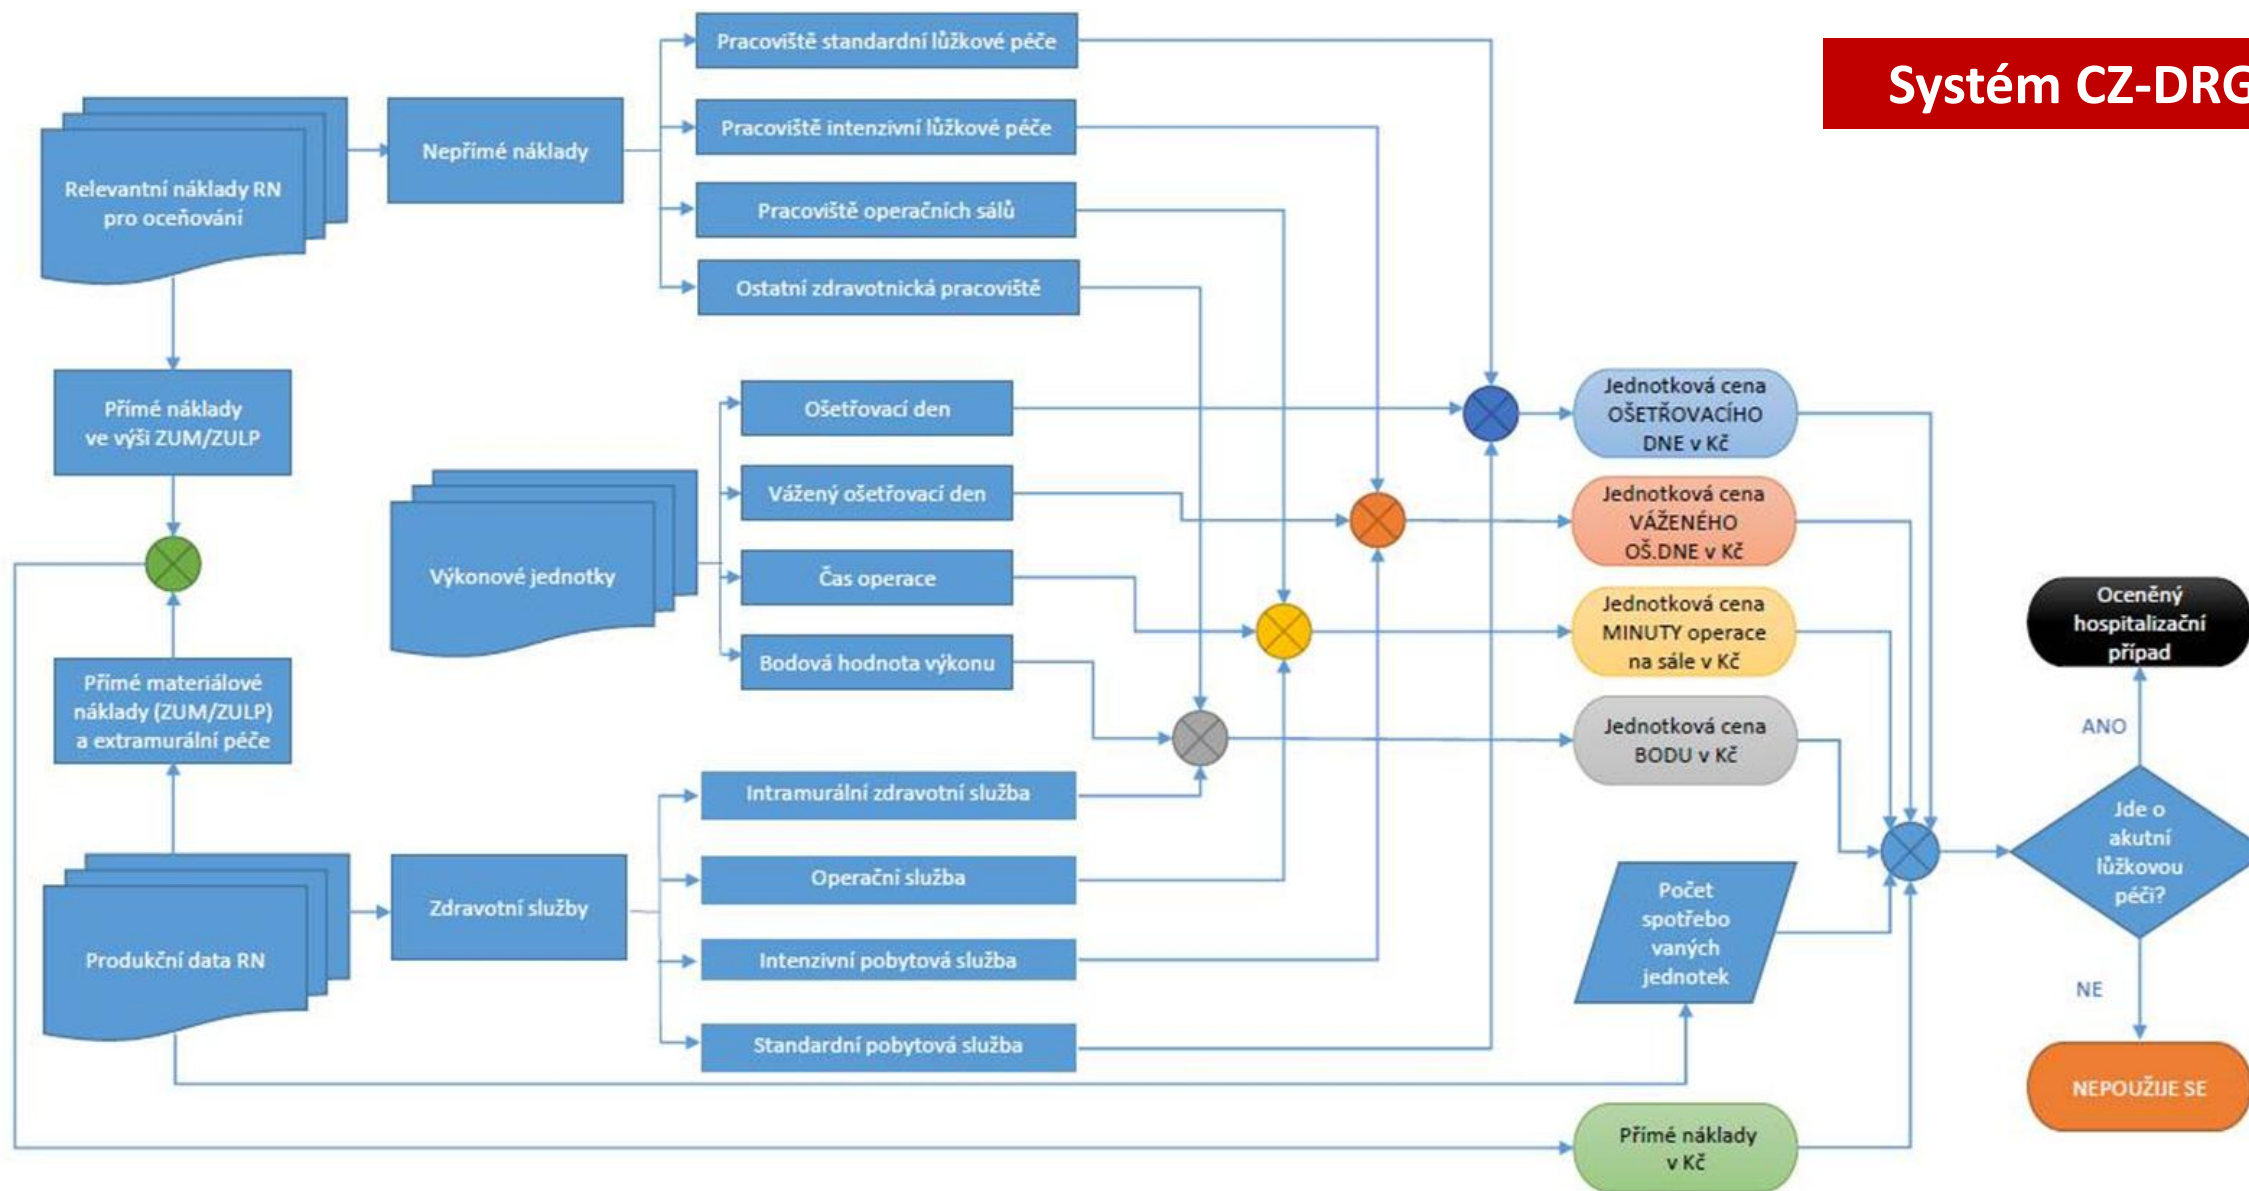 Systém CZ-DRG
Relevantní náklady RN
pro oceňování
Nepřímé náklady
Pracoviště standardní lůžkové péče
Pracoviště intenzivní lůžkové péče
Pracoviště operačních sálů
Ostatní zdravotnická pracoviště
Přímé náklady
ve výši ZUM/ZULP
Přímé materiálové
náklady (ZUM/ZULP)
a extramurální péče
Výkonové jednotky
Ošetřovací den
Vážený ošetřovací den
Čas operace
Bodová hodnota výkonu
Produkční data RN
Zdravotní služby
Intramurální zdravotní služba
Operační služba
Intenzivní pobytová služba
Standardní pobytová služba
Jednotková cena
OŠETŘOVACÍHO
DNE v Kč
Jednotková cena
VÁŽENÉHO
OŠ.DNE v Kč
Jednotková cena
MINUTY operace
na sále v Kč
Jednotková cena
BODU v Kč
Počet
spotřebo
vaných
jednotek
Přímé náklady
v Kč
Oceněný
hospitalizační
případ
ANO
Jde o
akutní
lůžkovou
péči?
NE
NEPOUŽIJE SE